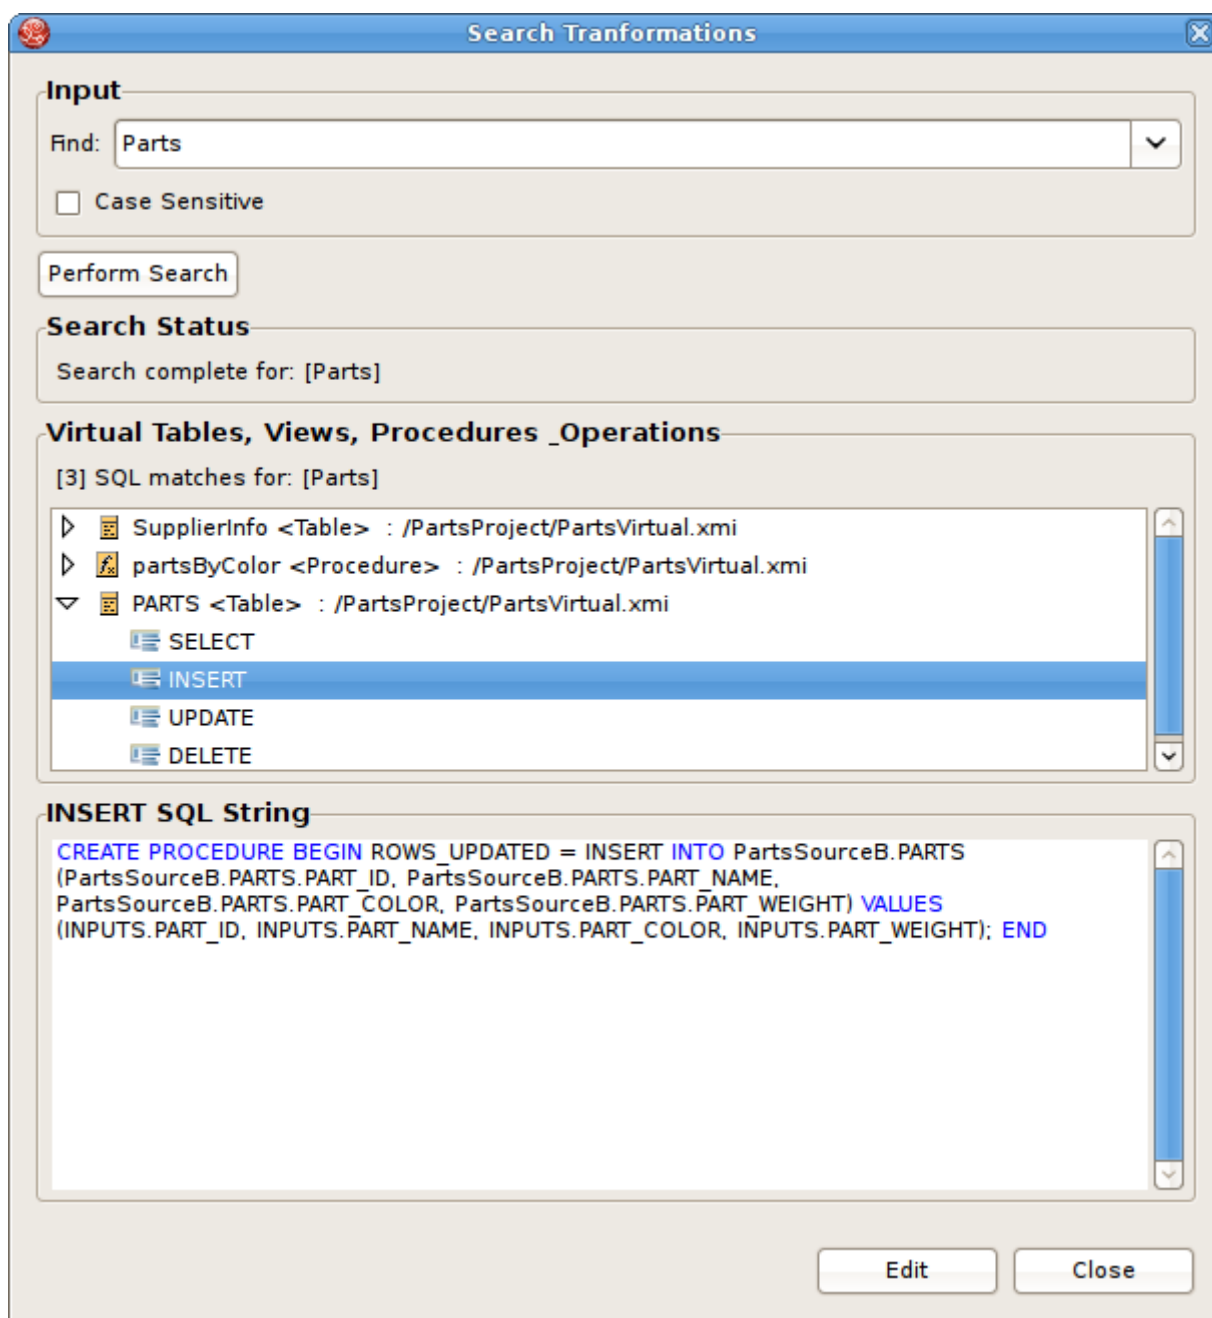 Search Tranformations
Input
Find: Parts
Case Sensitive
Perform Search
Search Status
Search complete for: [Parts]
Virtual Tables, Views, Procedures _Operations
[3] SQL matches for: [Parts]
SupplierInfo <Table> : /PartsProject/PartsVirtual.xmi
partsByColor <Procedure> : /PartsProject/PartsVirtual.xmi
PARTS <Table> : /PartsProject/PartsVirtual.xmi
SELECT
INSERT
UPDATE
DELETE
INSERT SQL String
CREATE PROCEDURE BEGIN ROWS_UPDATED = INSERT INTO PartsSourceB.PARTS
(PartsSourceB.PARTS.PART_ID, PartsSourceB.PARTS.PART_NAME,
PartsSourceB.PARTS.PART_COLOR, PartsSourceB.PARTS.PART_WEIGHT) VALUES
(INPUTS.PART_ID, INPUTS.PART_NAME, INPUTS.PART_COLOR, INPUTS.PART_WEIGHT); END
Edit Close